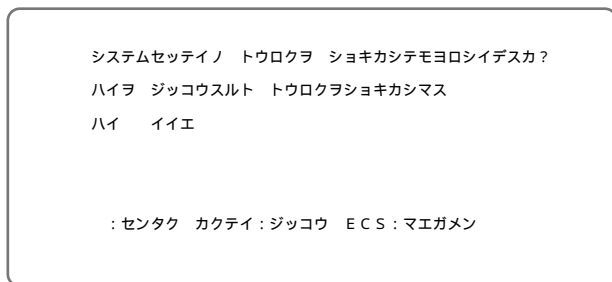 システムセッテイノ　トウロクヲ　ショキカシテモヨロシイデスカ？
ハイヲ　ジッコウスルト　トウロクヲショキカシマス
ハイ　　イイエ
：センタク　カクテイ：ジッコウ　ＥＣＳ：マエガメン